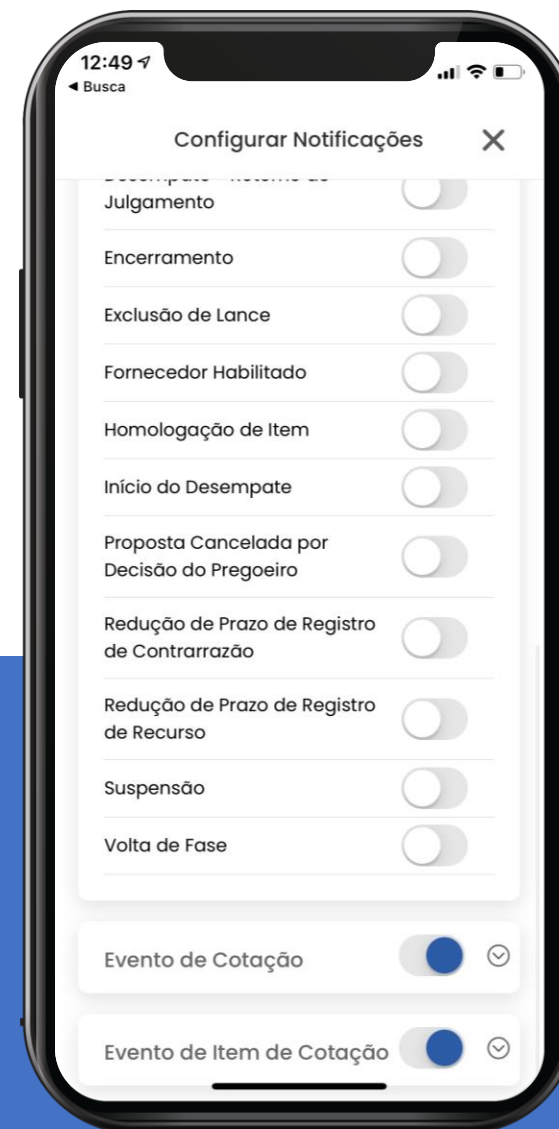 12:49
◀ Busca
Configurar Notificações
Julgamento
Encerramento
Exclusão de Lance
Fornecedor Habilitado
Homologação de Item
Início do Desempate
Proposta Cancelada por
Decisão do Pregoeiro
Redução de Prazo de Registro
de Contrarrazão
Redução de Prazo de Registro
de Recurso
Suspensão
Volta de Fase
Evento de Cotação
Evento de Item de Cotação